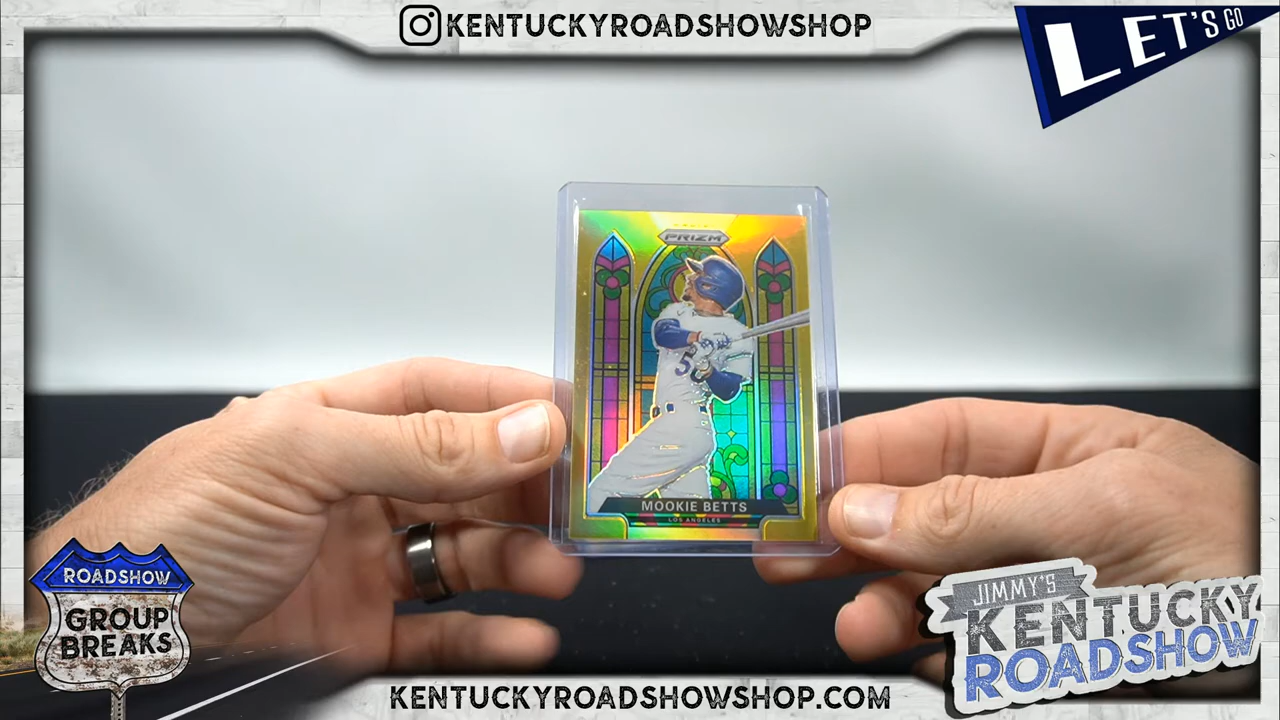 KENTUCKYROADSHOWSHOP
LET'S GO
PRIZM
MOOKIE BETTS
LOS ANGELES
ROADSHOW
GROUP
BREAKS
JIMMY'S
KENTUCKY
ROADSHOW
KENTUCKYROADSHOWSHOP.COM